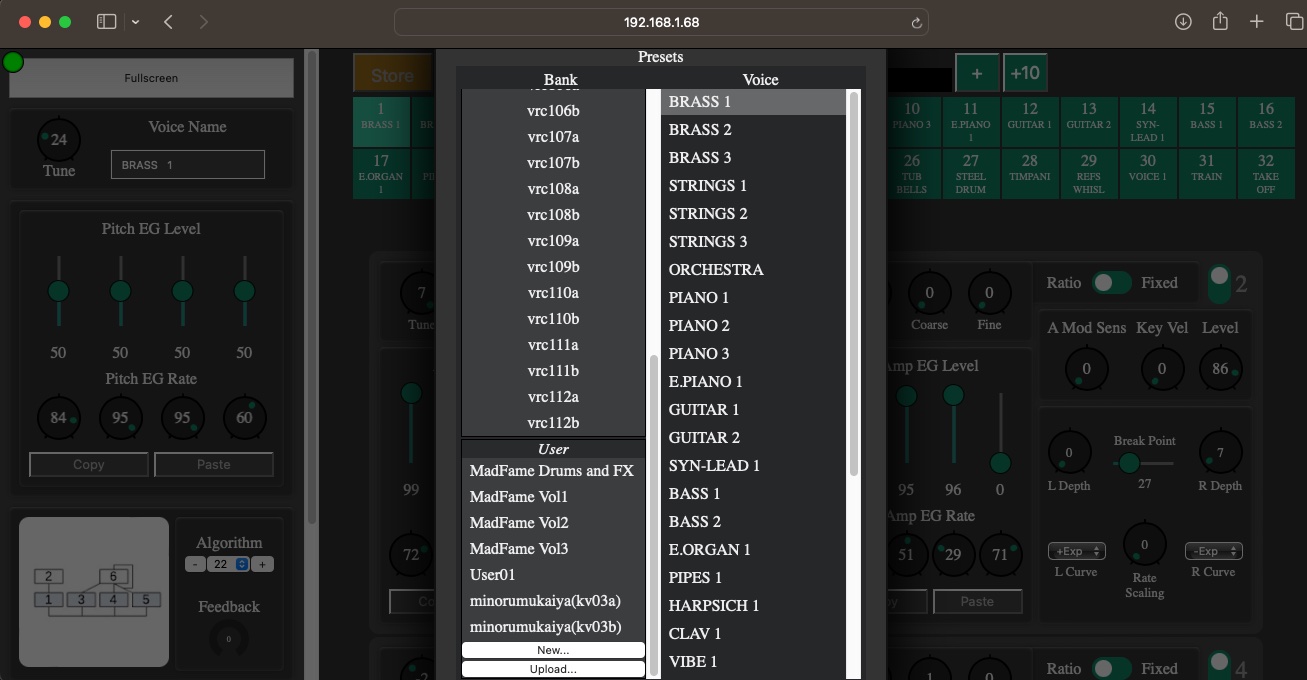 192.168.1.68
Fullscreen
24
Tune
Voice Name
BRASS 1
Pitch EG Level
50 50 50 50
Pitch EG Rate
84 95 95 60
Copy Paste
2 6
1 3 4 5
Algorithm
- 22 +
Feedback
0
Store
1
BRASS 1
BR
17
E.ORGAN
1
PI
7
Tune
99
72
Co
Presets
Bank
vrc106b
vrc107a
vrc107b
vrc108a
vrc108b
vrc109a
vrc109b
vrc110a
vrc110b
vrc111a
vrc111b
vrc112a
vrc112b
User
MadFame Drums and FX
MadFame Vol1
MadFame Vol2
MadFame Vol3
User01
minorumukaiya(kv03a)
minorumukaiya(kv03b)
New...
Upload...
Voice
BRASS 1
BRASS 2
BRASS 3
STRINGS 1
STRINGS 2
STRINGS 3
ORCHESTRA
PIANO 1
PIANO 2
PIANO 3
E.PIANO 1
GUITAR 1
GUITAR 2
SYN-LEAD 1
BASS 1
BASS 2
E.ORGAN 1
PIPES 1
HARPSICH 1
CLAV 1
VIBE 1
+ +10
10
PIANO 3
11
E.PIANO
1
12
GUITAR 1
13
GUITAR 2
14
SYN-
LEAD 1
15
BASS 1
16
BASS 2
26
TUB
BELLS
27
STEEL
DRUM
28
TIMPANI
29
REFS
WHISL
30
VOICE 1
31
TRAIN
32
TAKE
OFF
0 0
Coarse Fine
Ratio Fixed 2
A Mod Sens Key Vel Level
0 0 86
Amp EG Level
95 96 0
Amp EG Rate
51 29 71
Paste
0
L Depth
Break Point
27
7
R Depth
+Exp
L Curve
0
Rate
Scaling
-Exp
R Curve
-2
1 0
Ratio Fixed 4